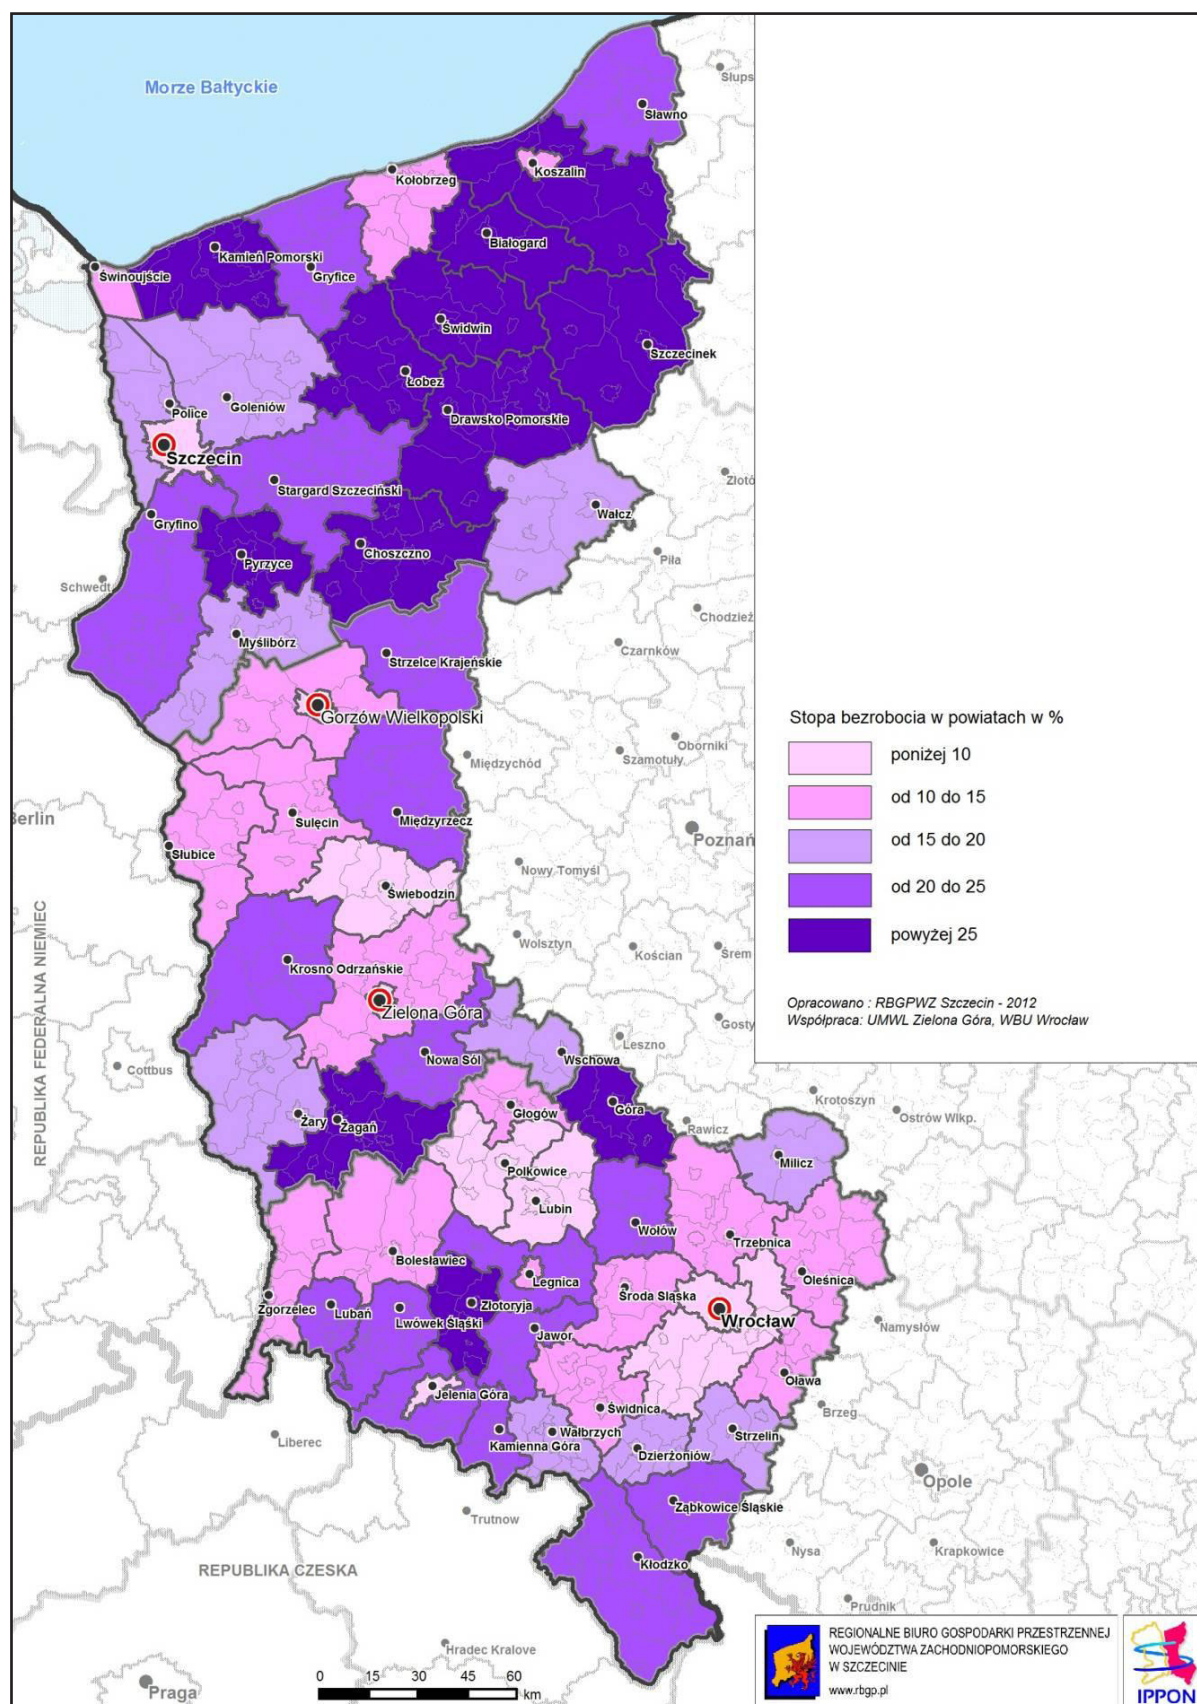 Morze Bałtyckie
Słups
Sławno
Koszalin
Kołobrzeg
Białogard
Kamień Pomorski
Gryfice
Świnoujście
Świdwin
Szczecinek
Łobez
Drawsko Pomorskie
Goleniów
Police
Szczecin
Stargard Szczeciński
Złotó
Wałcz
Gryfino
Choszczno
Pyrzyce
Piła
Schwedt
Chodzież
Myślibórz
Czarnków
Strzelce Krajeńskie
Gorzów Wielkopolski
Oborniki
Międzychód
Szamotuły
Stopa bezrobocia w powiatach w %
poniżej 10
od 10 do 15
od 15 do 20
od 20 do 25
powyżej 25
Berlin
Sulęcin
Międzyrzecz
Poznań
Słubice
Nowy Tomyśl
Świebodzin
Wolsztyn
Kościan
Śrem
REPUBLIKA FEDERALNA NIEMIEC
Krosno Odrzańskie
Zielona Góra
Opracowano : RBGPWZ Szczecin - 2012
Współpraca: UMWL Zielona Góra, WBU Wrocław
Gosty
Leszno
Nowa Sól
Wschowa
Cottbus
Krotoszyn
Ostrów Wlkp.
Głogów
Góra
Rawicz
Żary
Żagań
Milicz
Polkowice
Lubin
Wołów
Trzebnica
Bolesławiec
Legnica
Oleśnica
Środa Śląska
Zgorzelec
Lubań
Złotoryja
Lwówek Śląski
Wrocław
Namysłów
Jawor
Jelenia Góra
Oława
Świdnica
Brzeg
Wałbrzych
Strzelin
Kamienna Góra
Dzierżoniów
Liberec
Opole
Ząbkowice Śląskie
Trutnow
Nysa
Krapkowice
Kłodzko
REPUBLIKA CZESKA
Prudnik
Hradec Kralove
Praga
0 15 30 45 60
km
REGIONALNE BIURO GOSPODARKI PRZESTRZENNEJ
WOJEWÓDZTWA ZACHODNIOPOMORSKIEGO
W SZCZECINIE
www.rbgp.pl
IPPON